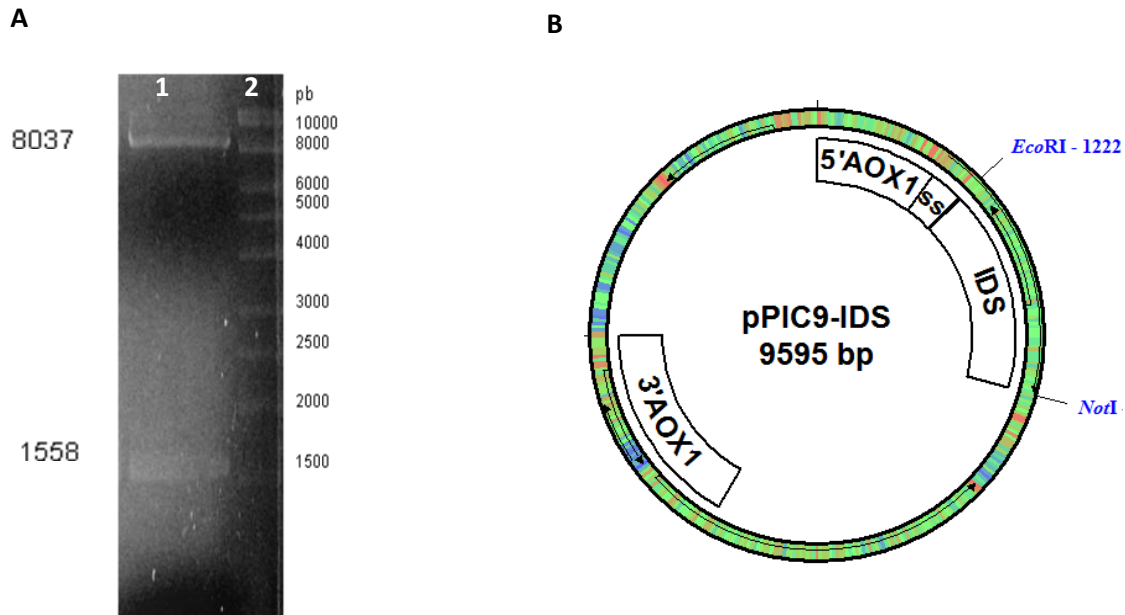 A
1
2
pb
8037
10000
8000
6000
5000
4000
3000
2500
2000
1558
1500
B
EcoRI - 1222
5'AOX1
ss
IDS
pPIC9-IDS
9595 bp
3'AOX1
NotI -